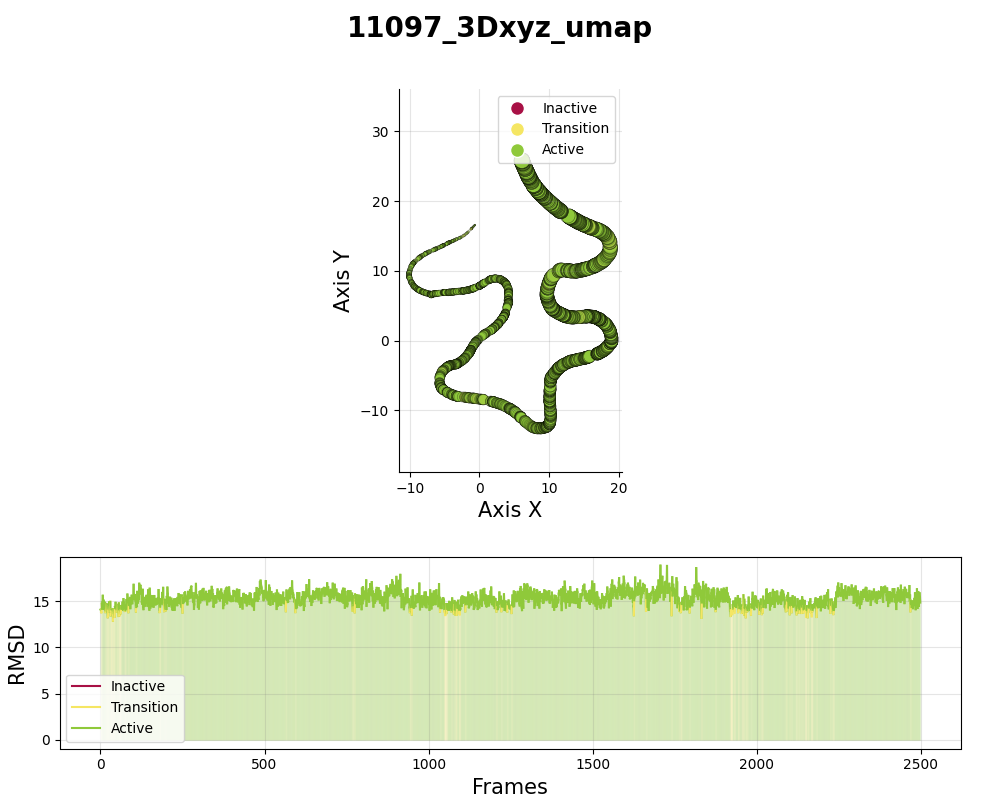 11097_3Dxyz_umap
Inactive
Transition
Active
30
20
10
0
−10
Axis Y
−10 0 10 20
Axis X
15
10
5
0
RMSD
Inactive
Transition
Active
0 500 1000 1500 2000 2500
Frames